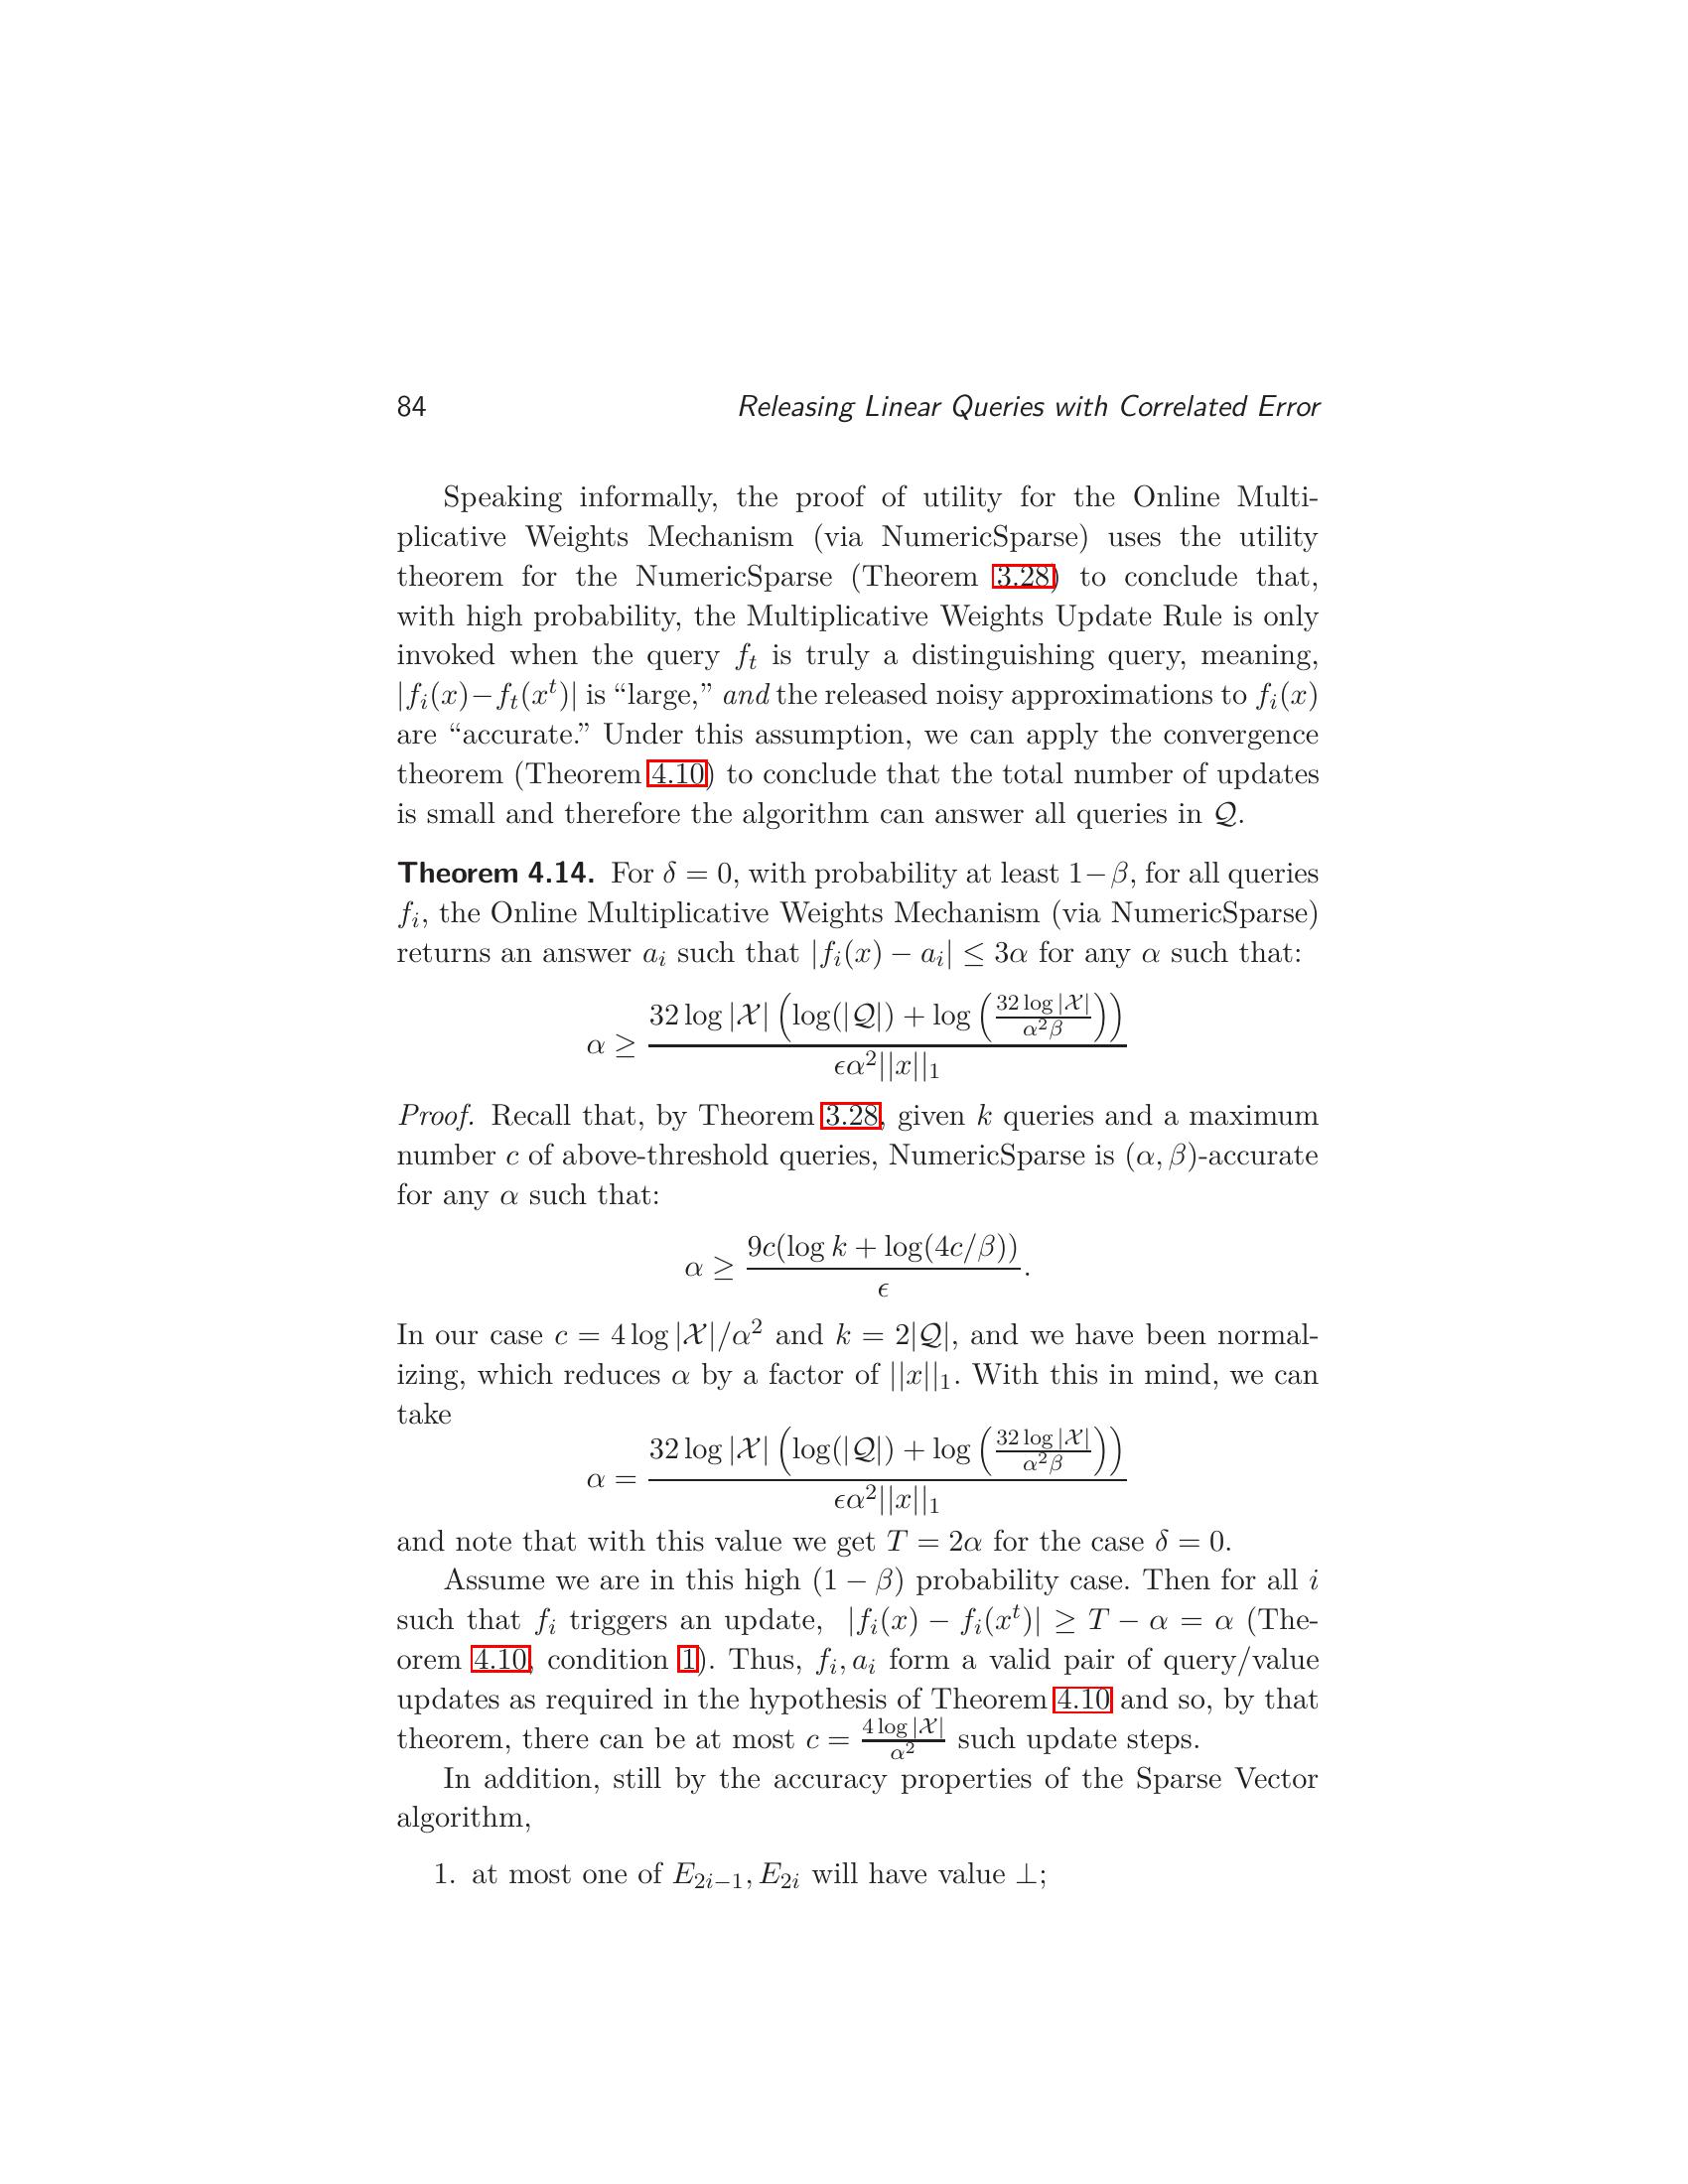 84 Releasing Linear Queries with Correlated Error
Speaking informally, the proof of utility for the Online Multi-
plicative Weights Mechanism (via NumericSparse) uses the utility
theorem for the NumericSparse (Theorem 3.28) to conclude that,
with high probability, the Multiplicative Weights Update Rule is only
invoked when the query $f_t$ is truly a distinguishing query, meaning,
$|f_i(x) - f_t(x^t)|$ is “large,” and the released noisy approximations to $f_i(x)$
are “accurate.” Under this assumption, we can apply the convergence
theorem (Theorem 4.10) to conclude that the total number of updates
is small and therefore the algorithm can answer all queries in $\mathcal{Q}$.
Theorem 4.14. For $\delta = 0$, with probability at least $1 - \beta$, for all queries
$f_i$, the Online Multiplicative Weights Mechanism (via NumericSparse)
returns an answer $a_i$ such that $|f_i(x) - a_i| \leq 3\alpha$ for any $\alpha$ such that:
$\alpha \geq \frac{32 \log |\mathcal{X}| \left( \log(|\mathcal{Q}|) + \log \left( \frac{32 \log |\mathcal{X}|}{\alpha^2 \beta} \right) \right)}{\epsilon \alpha^2 ||x||_1}$
Proof. Recall that, by Theorem 3.28, given $k$ queries and a maximum
number $c$ of above-threshold queries, NumericSparse is $(\alpha, \beta)$-accurate
for any $\alpha$ such that:
$\alpha \geq \frac{9c(\log k + \log(4c/\beta))}{\epsilon}.$
In our case $c = 4 \log |\mathcal{X}|/\alpha^2$ and $k = 2|\mathcal{Q}|$, and we have been normal-
izing, which reduces $\alpha$ by a factor of $||x||_1$. With this in mind, we can
take
$\alpha = \frac{32 \log |\mathcal{X}| \left( \log(|\mathcal{Q}|) + \log \left( \frac{32 \log |\mathcal{X}|}{\alpha^2 \beta} \right) \right)}{\epsilon \alpha^2 ||x||_1}$
and note that with this value we get $T = 2\alpha$ for the case $\delta = 0$.
Assume we are in this high $(1 - \beta)$ probability case. Then for all $i$
such that $f_i$ triggers an update, $|f_i(x) - f_i(x^t)| \geq T - \alpha = \alpha$ (The-
orem 4.10, condition 1). Thus, $f_i, a_i$ form a valid pair of query/value
updates as required in the hypothesis of Theorem 4.10 and so, by that
theorem, there can be at most $c = \frac{4 \log |\mathcal{X}|}{\alpha^2}$ such update steps.
In addition, still by the accuracy properties of the Sparse Vector
algorithm,
1. at most one of $E_{2i-1}, E_{2i}$ will have value $\perp$;